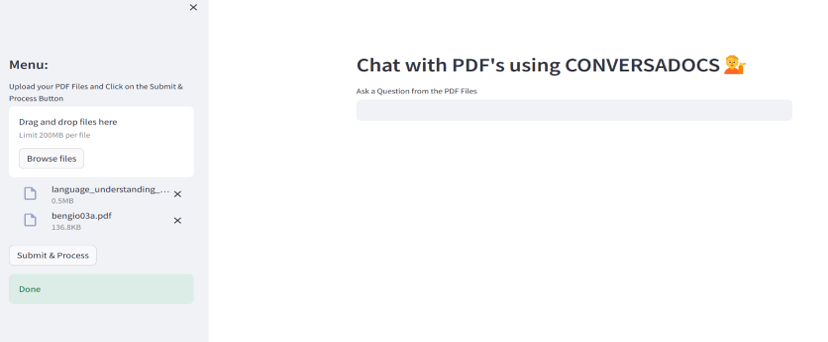 Menu:
Upload your PDF Files and Click on the Submit &
Process Button
Drag and drop files here
Limit 200MB per file
Browse files
language_understanding_...
0.5MB
bengio03a.pdf
136.8KB
Submit & Process
Done
Chat with PDF's using CONVERSADOCS 💁
Ask a Question from the PDF Files